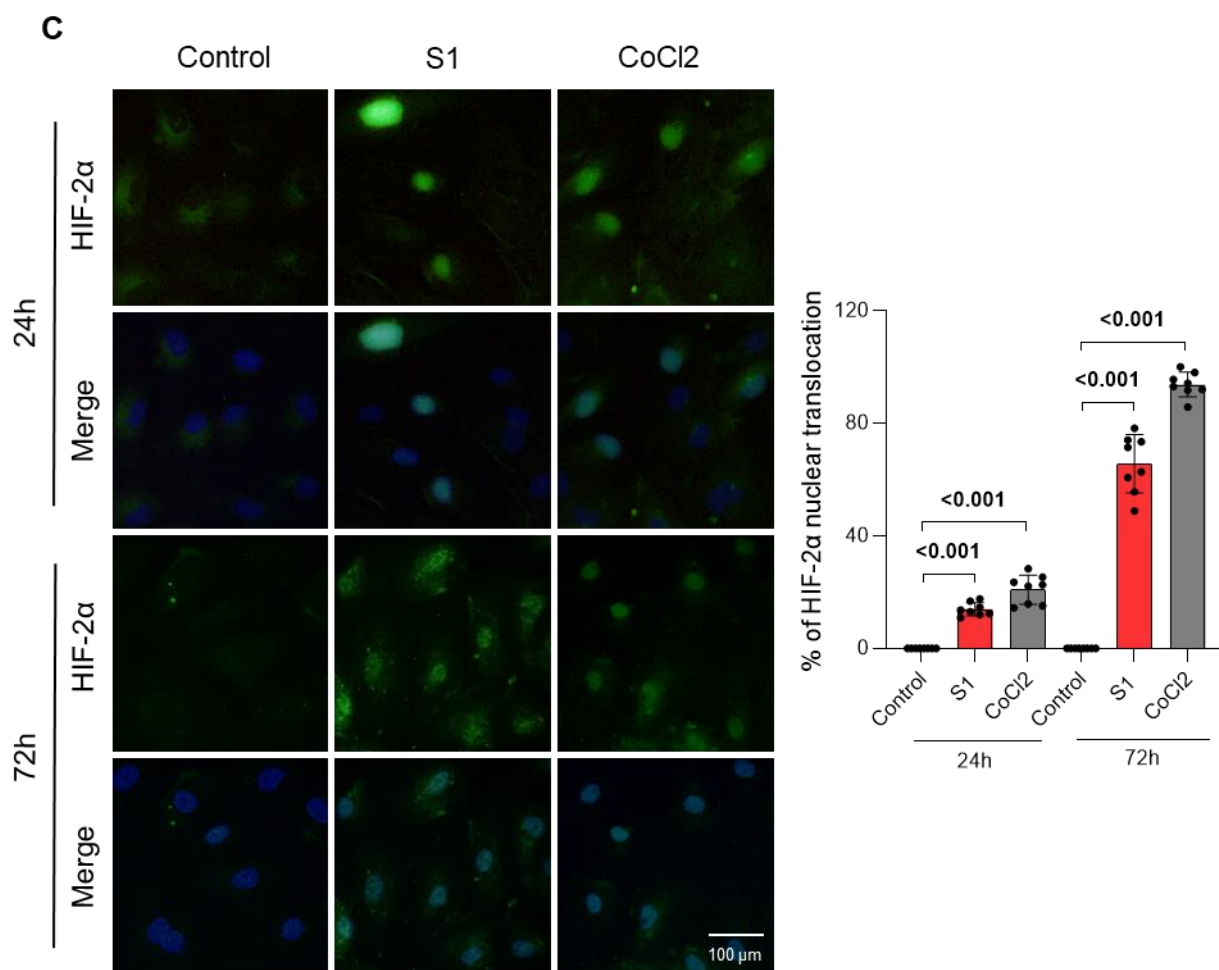 C
Control
S1
CoCl2
24h
HIF-2α
Merge
72h
HIF-2α
Merge
100 µm
% of HIF-2α nuclear translocation
120
80
40
0
<0.001
<0.001
<0.001
<0.001
Control
S1
CoCl2
Control
S1
CoCl2
24h
72h